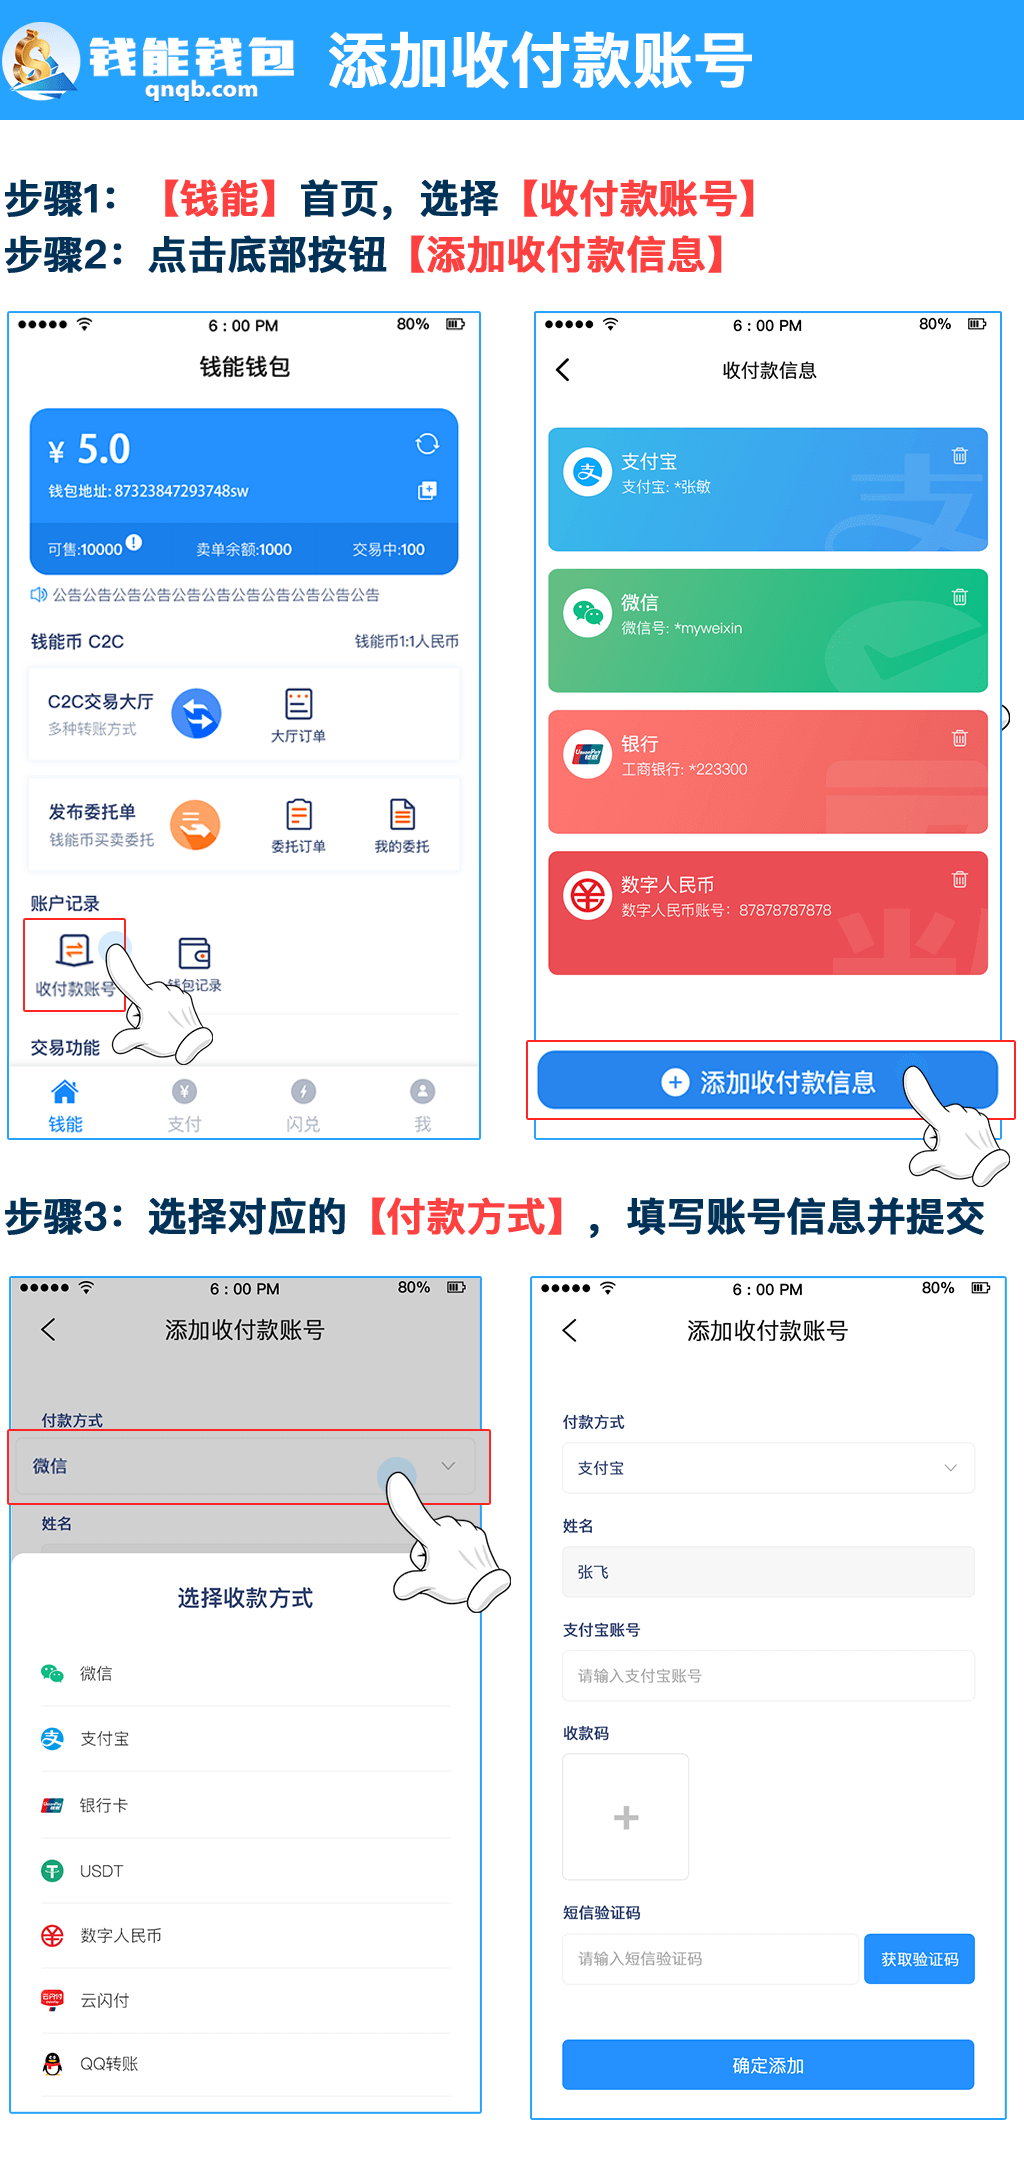 钱能钱包 添加收付款账号
qnqb.com
步骤1：【钱能】首页，选择【收付款账号】
步骤2：点击底部按钮【添加收付款信息】
6 : 00 PM 80%
钱能钱包
¥ 5.0
钱包地址: 87323847293748sw
可售:10000 ! 卖单余额:1000 交易中:100
公告公告公告公告公告公告公告公告公告公告公告
钱能币 C2C 钱能币1:1人民币
C2C交易大厅
多种转账方式
大厅订单
发布委托单
钱能币买卖委托
委托订单 我的委托
账户记录
收付款账号 钱包记录
交易功能
钱能 支付 闪兑 我
6 : 00 PM 80%
收付款信息
支付宝
支付宝: *张敏
微信
微信号: *myweixin
银行
工商银行: *223300
数字人民币
数字人民币账号：87878787878
添加收付款信息
步骤3：选择对应的【付款方式】，填写账号信息并提交
6 : 00 PM 80%
添加收付款账号
付款方式
微信
姓名
选择收款方式
微信
支付宝
银行卡
USDT
数字人民币
云闪付
QQ转账
6 : 00 PM 80%
添加收付款账号
付款方式
支付宝
姓名
张飞
支付宝账号
请输入支付宝账号
收款码
短信验证码
请输入短信验证码 获取验证码
确定添加